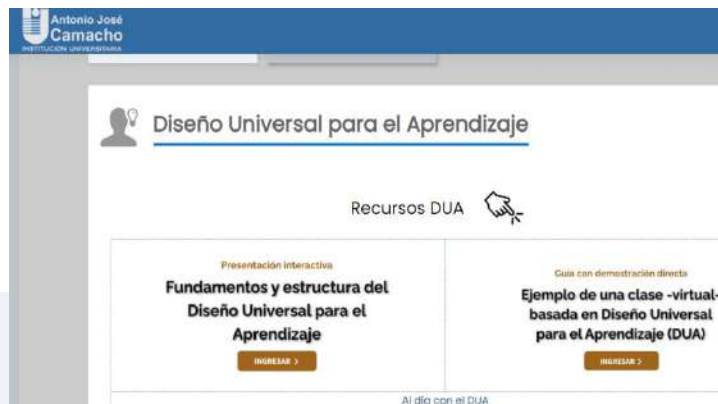 Antonio José
Camacho
INSTITUCIÓN UNIVERSITARIA
Diseño Universal para el Aprendizaje
Recursos DUA
Presentación interactiva
Fundamentos y estructura del
Diseño Universal para el
Aprendizaje
INGRESAR >
Guía con demostración directa
Ejemplo de una clase -virtual-
basada en Diseño Universal
para el Aprendizaje (DUA)
INGRESAR >
Al día con el DUA